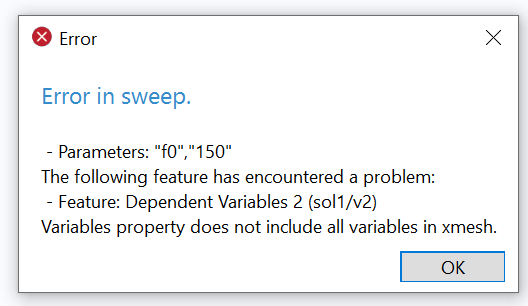 Error
Error in sweep.
- Parameters: "f0","150"
The following feature has encountered a problem:
- Feature: Dependent Variables 2 (sol1/v2)
Variables property does not include all variables in xmesh.
OK